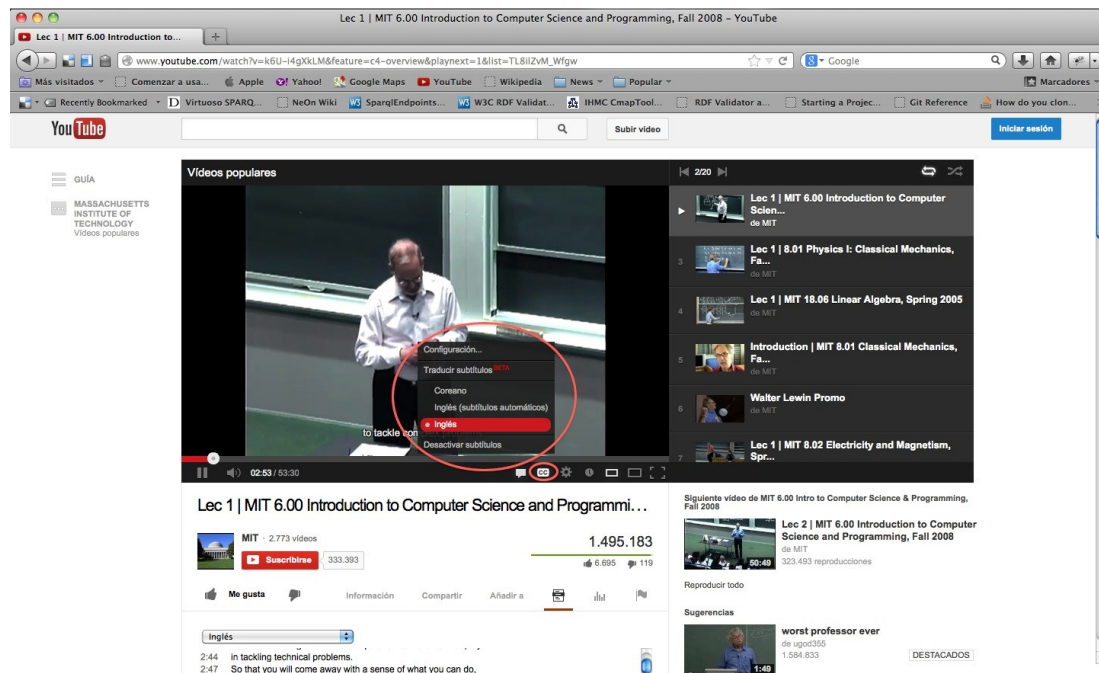 Lec 1 | MIT 6.00 Introduction to Computer Science and Programming, Fall 2008 – YouTube
Lec 1 | MIT 6.00 Introduction to...
www.youtube.com/watch?v=k6U-i4gXkLM&feature=c4-overview&playnext=1&list=TL8iIZvM_Wfgw
Google
Más visitados
Comenzar a usa...
Apple
Yahoo!
Google Maps
YouTube
Wikipedia
News
Popular
Marcadores
Recently Bookmarked
Virtuoso SPARQ...
NeOn Wiki
SparqlEndpoints...
W3C RDF Validat...
IHMC CmapTool...
RDF Validator a...
Starting a Projec...
Git Reference
How do you clon...
YouTube
Subir vídeo
Iniciar sesión
GUÍA
MASSACHUSETTS
INSTITUTE OF
TECHNOLOGY
Vídeos populares
Vídeos populares
2/20
Lec 1 | MIT 6.00 Introduction to Computer
Scien...
de MIT
3
Lec 1 | 8.01 Physics I: Classical Mechanics,
Fa...
de MIT
4
Lec 1 | MIT 18.06 Linear Algebra, Spring 2005
de MIT
5
Introduction | MIT 8.01 Classical Mechanics,
Fa...
de MIT
6
Walter Lewin Promo
de MIT
7
Lec 1 | MIT 8.02 Electricity and Magnetism,
Spr...
Configuración...
Traducir subtítulos BETA
Coreano
Inglés (subtítulos automáticos)
Inglés
Desactivar subtítulos
to tackle
02:53 / 53:30
CC
Lec 1 | MIT 6.00 Introduction to Computer Science and Programmi...
MIT · 2.773 vídeos
Suscribirse
333.393
1.495.183
6.695
119
Me gusta
Información
Compartir
Añadir a
Inglés
2:44 in tackling technical problems.
2:47 So that you will come away with a sense of what you can do,
Siguiente vídeo de MIT 6.00 Intro to Computer Science & Programming,
Fall 2008
Lec 2 | MIT 6.00 Introduction to Computer
Science and Programming, Fall 2008
de MIT
323.493 reproducciones
50:49
Reproducir todo
Sugerencias
worst professor ever
de ugod355
1.584.833
DESTACADOS
1:49